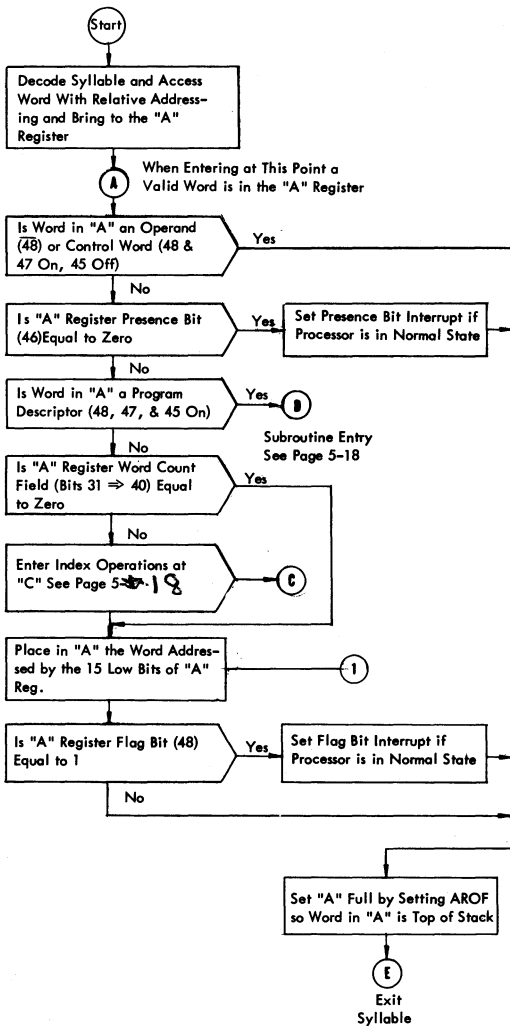 Start
Decode Syllable and Access
Word With Relative Address-
ing and Bring to the "A"
Register
A
When Entering at This Point a
Valid Word is in the "A" Register
Is Word in "A" an Operand
(4̅8̅) or Control Word (48 &
47 On, 45 Off)
Yes
No
Is "A" Register Presence Bit
(46)Equal to Zero
Yes
Set Presence Bit Interrupt if
Processor is in Normal State
No
Is Word in "A" a Program
Descriptor (48, 47, & 45 On)
Yes
D
Subroutine Entry
See Page 5-18
No
Is "A" Register Word Count
Field (Bits 31 ⇒ 40) Equal
to Zero
Yes
No
Enter Index Operations at
"C" See Page 5-18
C
Place in "A" the Word Addres-
sed by the 15 Low Bits of "A"
Reg.
1
Is "A" Register Flag Bit (48)
Equal to 1
Yes
Set Flag Bit Interrupt if
Processor is in Normal State
No
Set "A" Full by Setting AROF
so Word in "A" is Top of Stack
E
Exit
Syllable